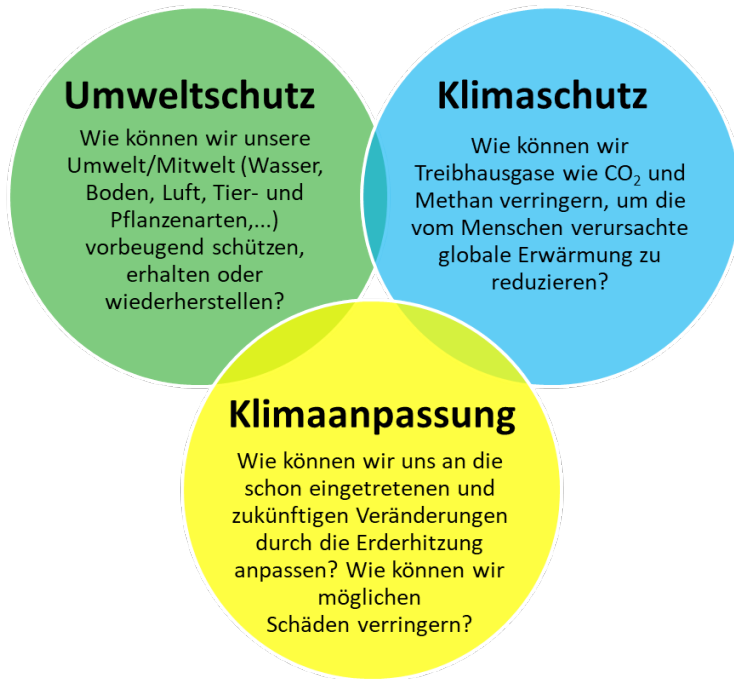 Umweltschutz
Wie können wir unsere
Umwelt/Mitwelt (Wasser,
Boden, Luft, Tier- und
Pflanzenarten,...)
vorbeugend schützen,
erhalten oder
wiederherstellen?
Klimaschutz
Wie können wir
Treibhausgase wie CO₂ und
Methan verringern, um die
vom Menschen verursachte
globale Erwärmung zu
reduzieren?
Klimaanpassung
Wie können wir uns an die
schon eingetretenen und
zukünftigen Veränderungen
durch die Erderhitzung
anpassen? Wie können wir
möglichen
Schäden verringern?